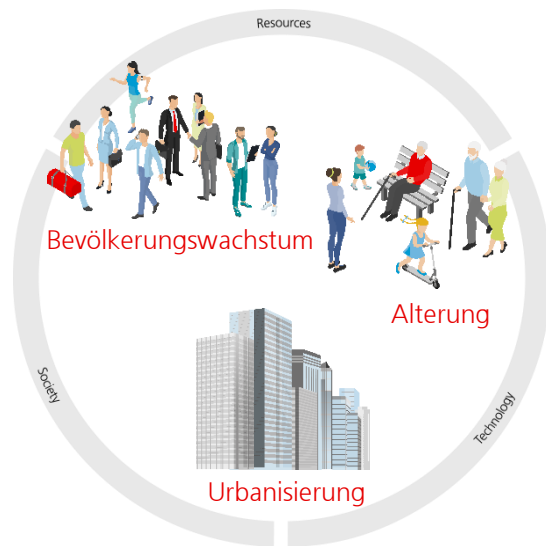 Resources
Bevölkerungswachstum
Alterung
Society
Technology
Urbanisierung